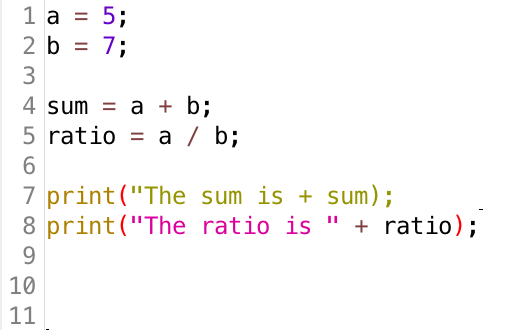 1 a = 5;
2 b = 7;
3
4 sum = a + b;
5 ratio = a / b;
6
7 print("The sum is + sum);
8 print("The ratio is " + ratio);
9
10
11